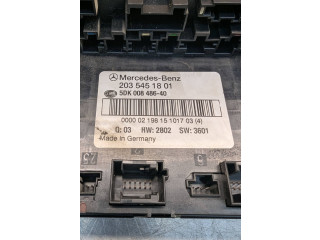 Mercedes-Benz
203 545 18 01
5DK 008 486-40
0000 02 198 15 1017 03 (4)
Q: 03 HW: 2802 SW: 3601
Made in Germany
C